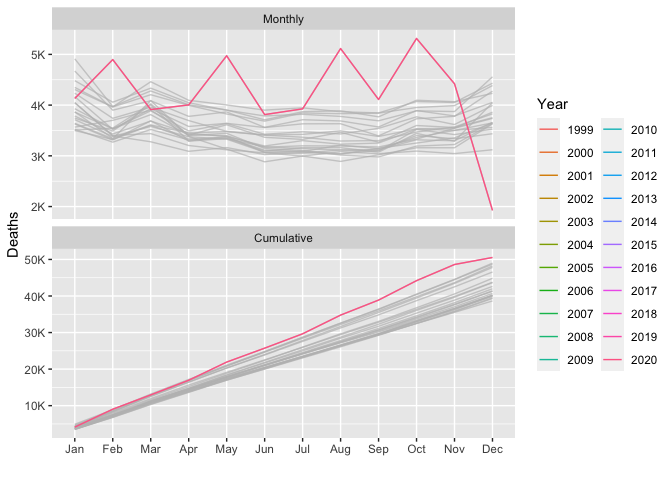 Monthly
5K
4K
3K
2K
Deaths
Cumulative
50K
40K
30K
20K
10K
Jan Feb Mar Apr May Jun Jul Aug Sep Oct Nov Dec
Year
1999 2010
2000 2011
2001 2012
2002 2013
2003 2014
2004 2015
2005 2016
2006 2017
2007 2018
2008 2019
2009 2020